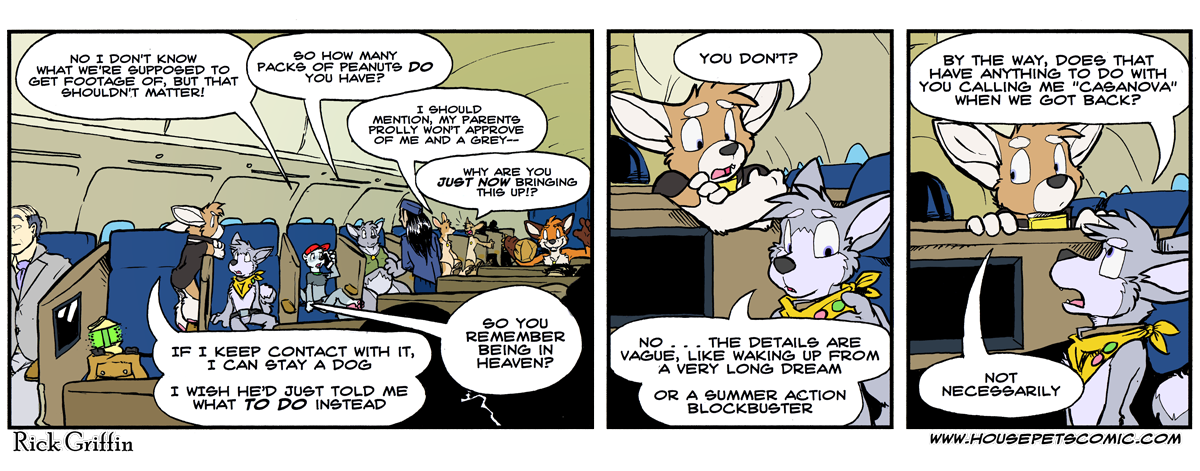 NO I DON'T KNOW
WHAT WE'RE SUPPOSED TO
GET FOOTAGE OF, BUT THAT
SHOULDN'T MATTER!
SO HOW MANY
PACKS OF PEANUTS DO
YOU HAVE?
I SHOULD
MENTION, MY PARENTS
PROLLY WON'T APPROVE
OF ME AND A GREY--
WHY ARE YOU
JUST NOW BRINGING
THIS UP!?
IF I KEEP CONTACT WITH IT,
I CAN STAY A DOG
I WISH HE'D JUST TOLD ME
WHAT TO DO INSTEAD
SO YOU
REMEMBER
BEING IN
HEAVEN?
YOU DON'T?
NO . . . . THE DETAILS ARE
VAGUE, LIKE WAKING UP FROM
A VERY LONG DREAM
OR A SUMMER ACTION
BLOCKBUSTER
BY THE WAY, DOES THAT
HAVE ANYTHING TO DO WITH
YOU CALLING ME "CASANOVA"
WHEN WE GOT BACK?
NOT
NECESSARILY
Rick Griffin
WWW.HOUSEPETSCOMIC.COM